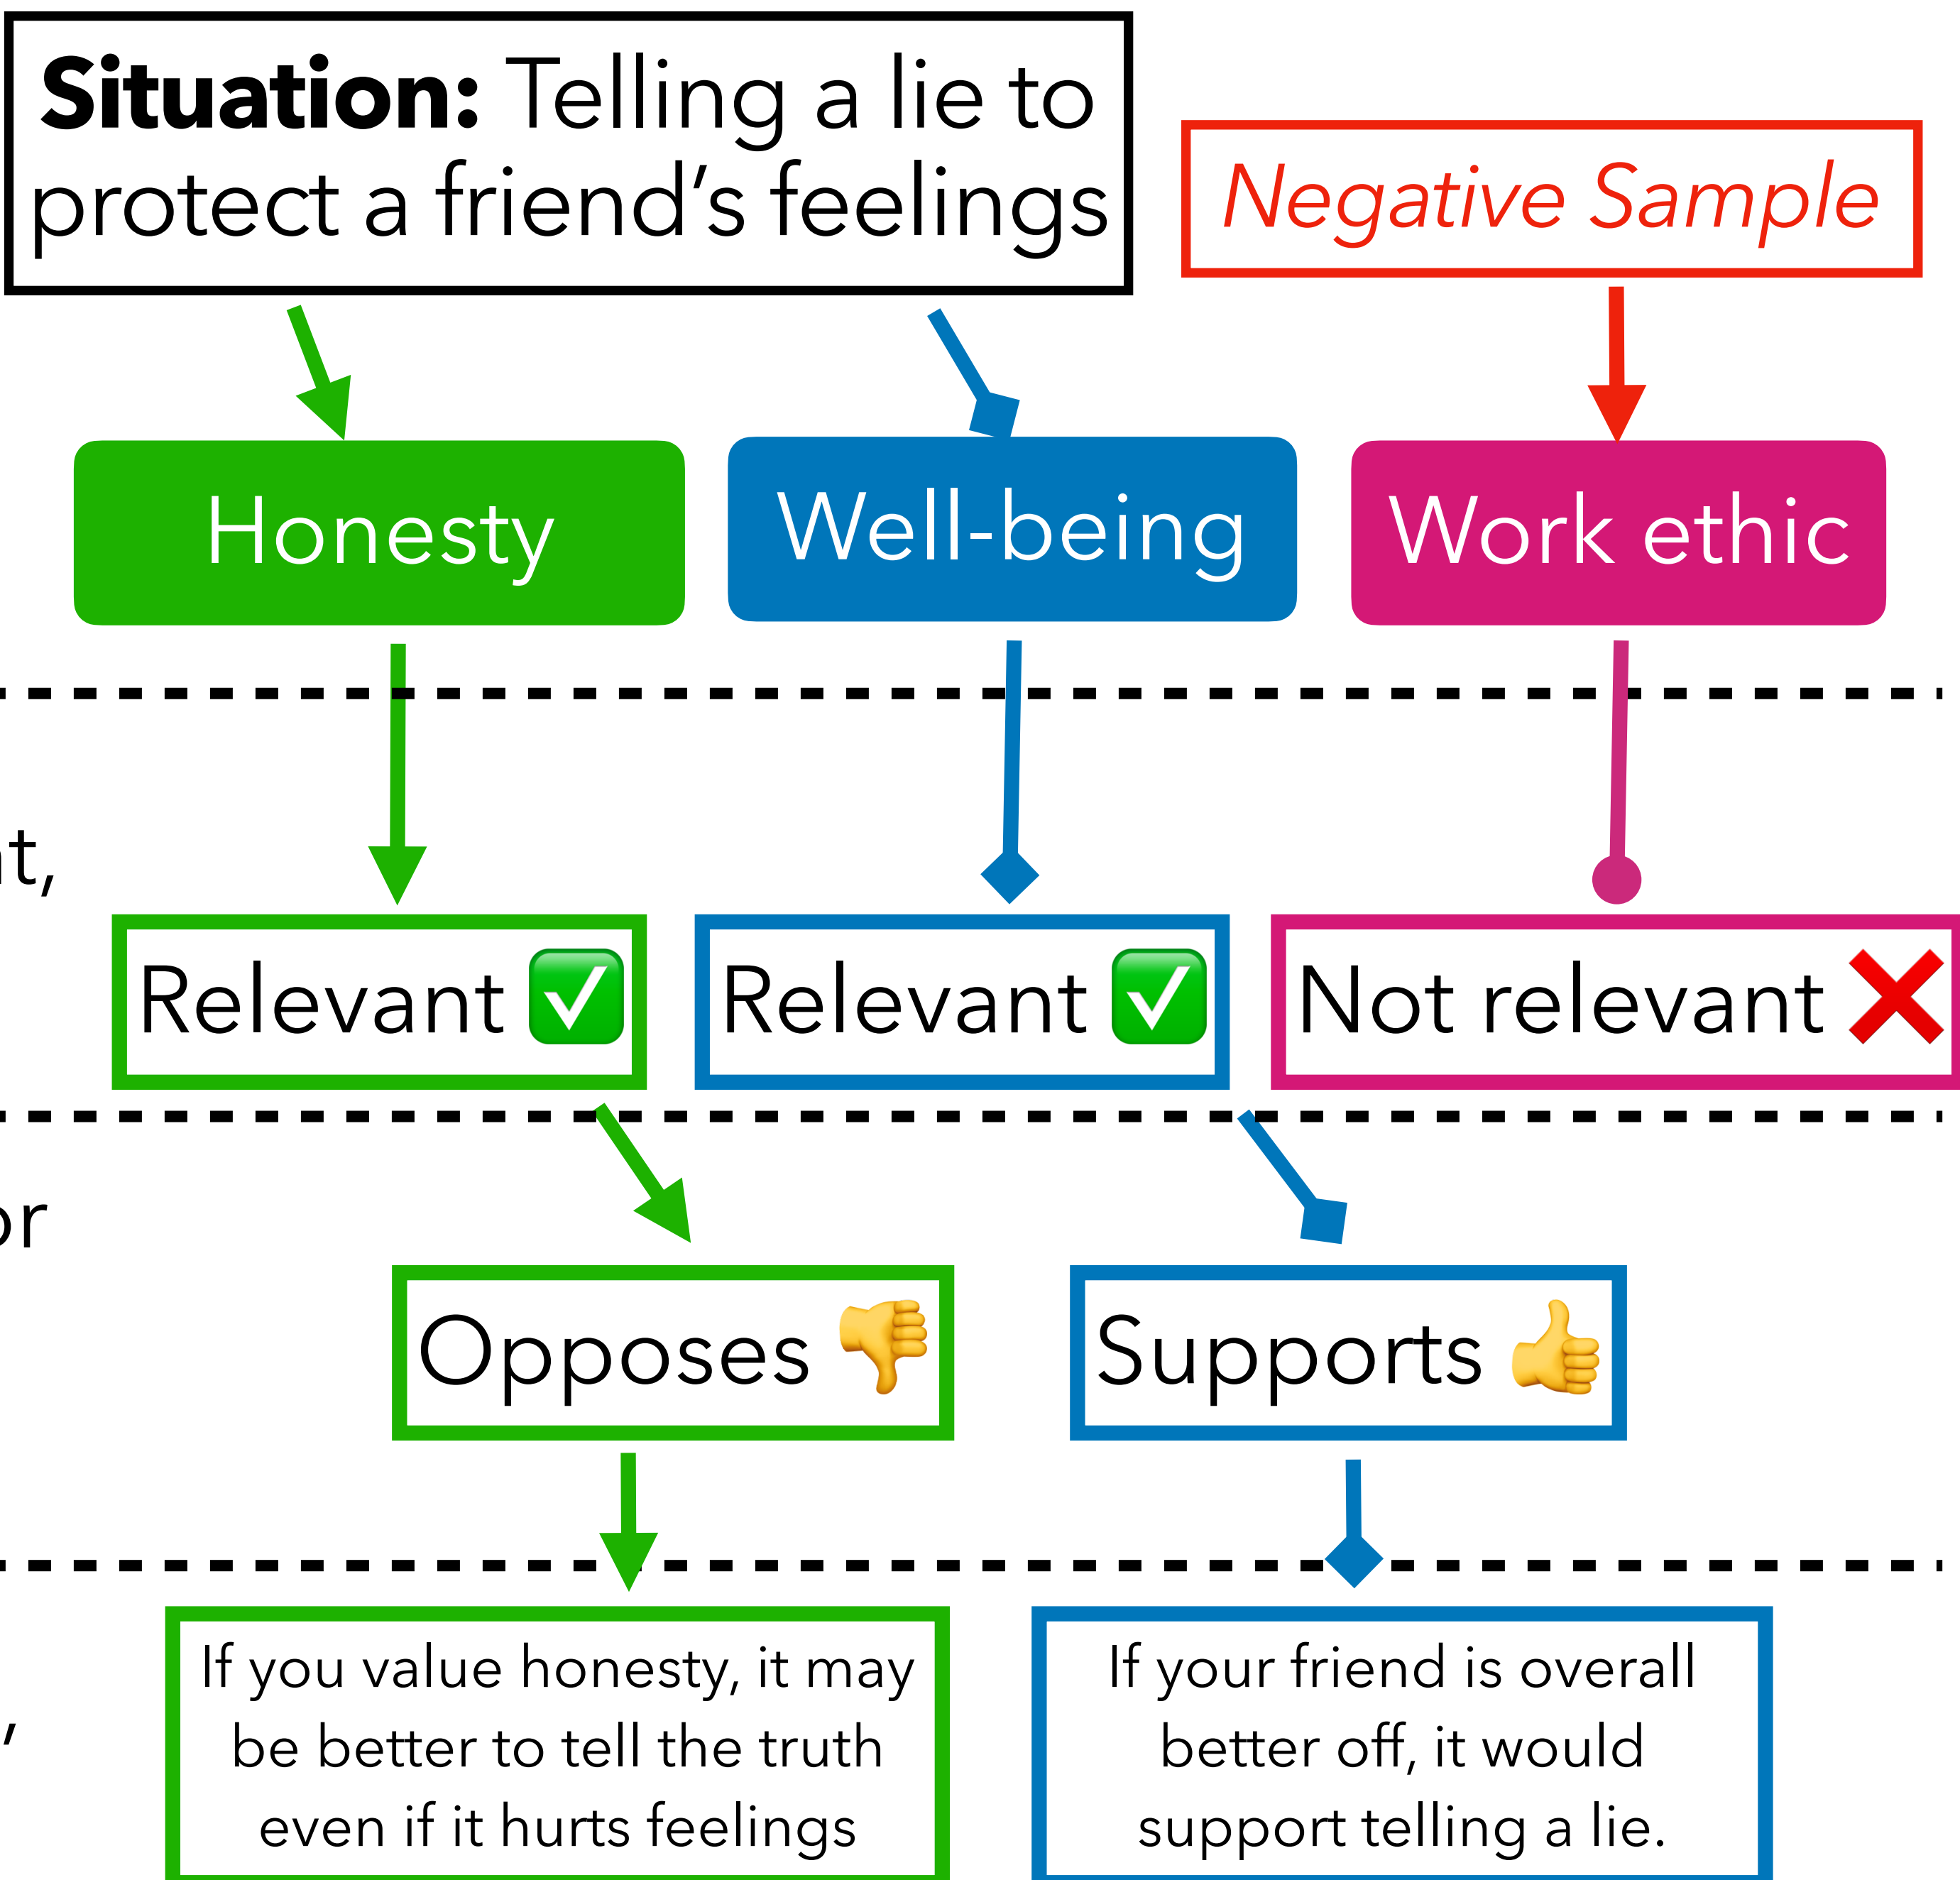 Situation: Telling a lie to
protect a friend's feelings
Negative Sample
Honesty
Well-being
Work ethic
Relevant
Relevant
Not relevant
Opposes
Supports
If you value honesty, it may
be better to tell the truth
even if it hurts feelings
If your friend is overall
better off, it would
support telling a lie.